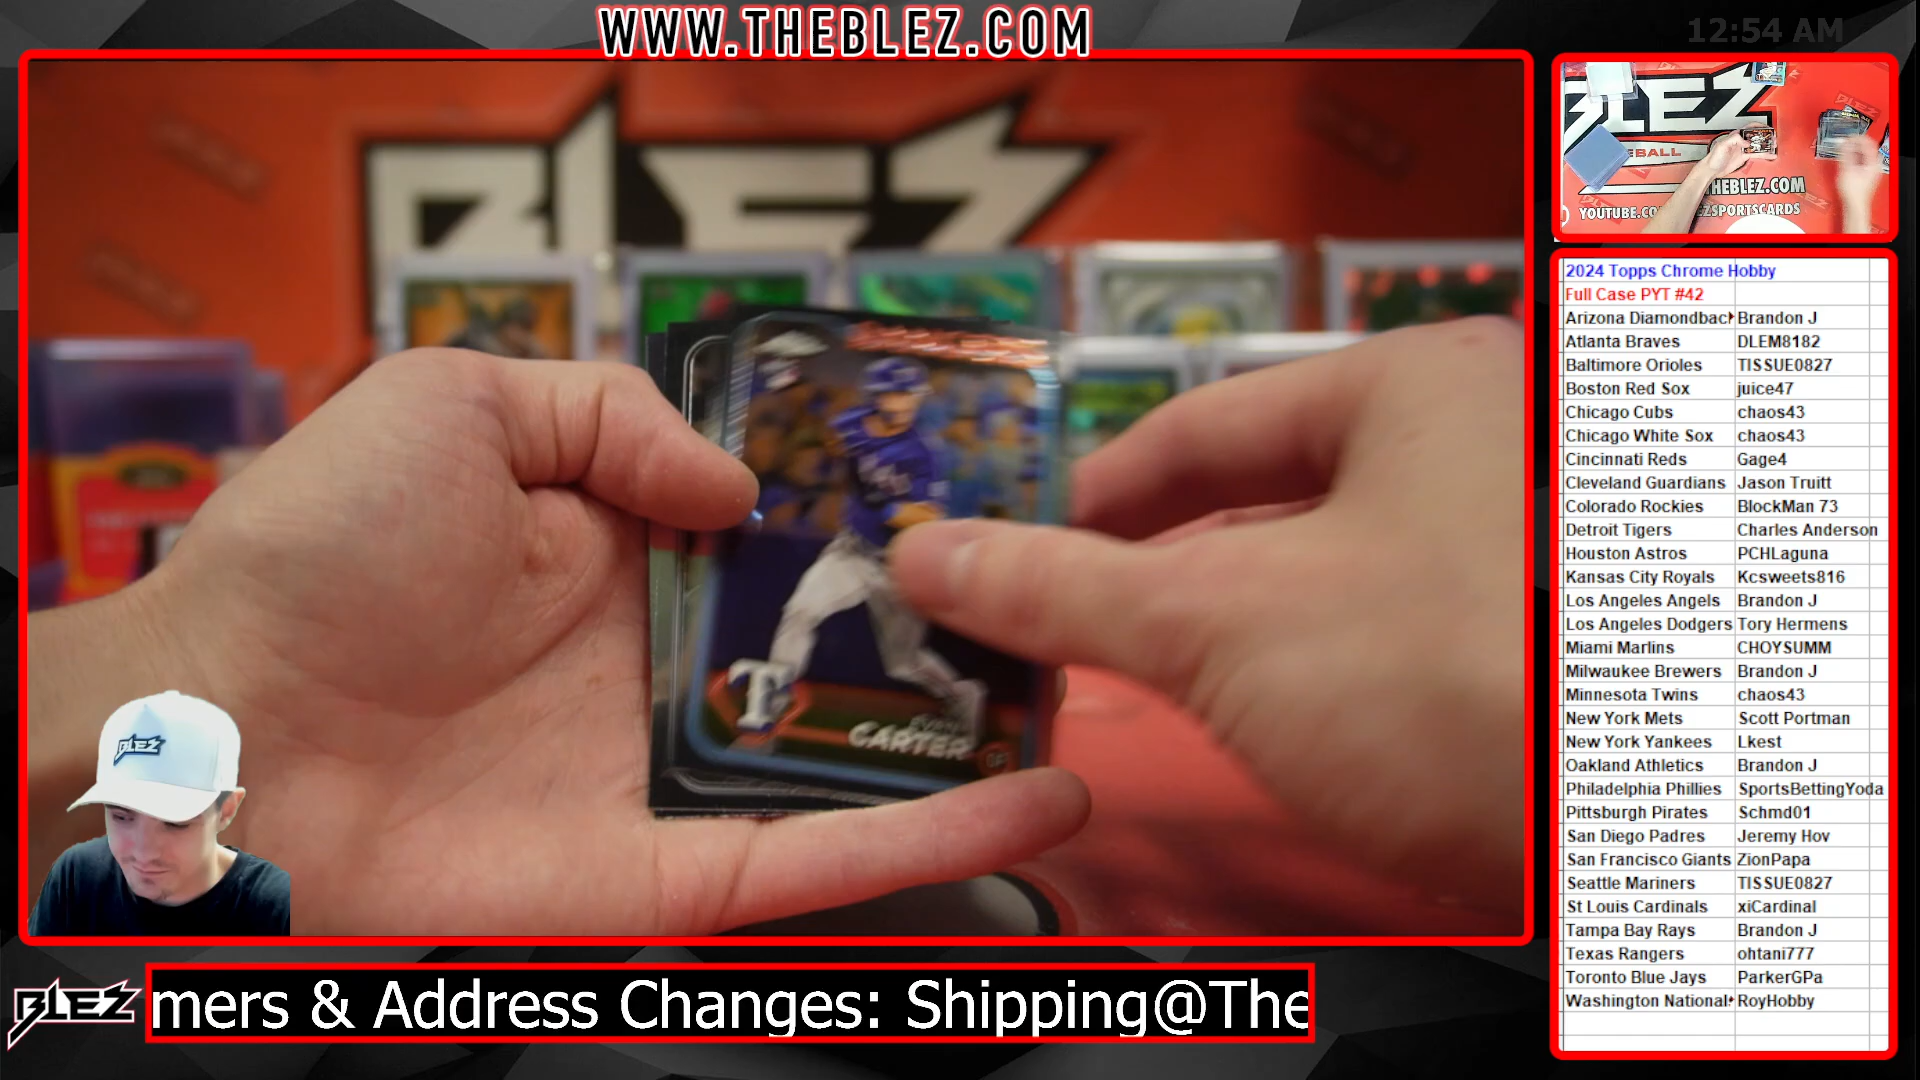 WWW.THEBLEZ.COM
12:54 AM
BLEZ
BLEZ
BALL
THEBLEZ.COM
YOUTUBE.CO EZSPORTSCARDS
CARTER
BLEZ
2024 Topps Chrome Hobby
Full Case PYT #42
Arizona Diamondbac Brandon J
Atlanta Braves DLEM8182
Baltimore Orioles TISSUE0827
Boston Red Sox juice47
Chicago Cubs chaos43
Chicago White Sox chaos43
Cincinnati Reds Gage4
Cleveland Guardians Jason Truitt
Colorado Rockies BlockMan 73
Detroit Tigers Charles Anderson
Houston Astros PCHLaguna
Kansas City Royals Kcsweets816
Los Angeles Angels Brandon J
Los Angeles Dodgers Tory Hermens
Miami Marlins CHOYSUMM
Milwaukee Brewers Brandon J
Minnesota Twins chaos43
New York Mets Scott Portman
New York Yankees Lkest
Oakland Athletics Brandon J
Philadelphia Phillies SportsBettingYoda
Pittsburgh Pirates Schmd01
San Diego Padres Jeremy Hov
San Francisco Giants ZionPapa
Seattle Mariners TISSUE0827
St Louis Cardinals xiCardinal
Tampa Bay Rays Brandon J
Texas Rangers ohtani777
Toronto Blue Jays ParkerGPa
Washington National RoyHobby
BLEZ
mers & Address Changes: Shipping@The